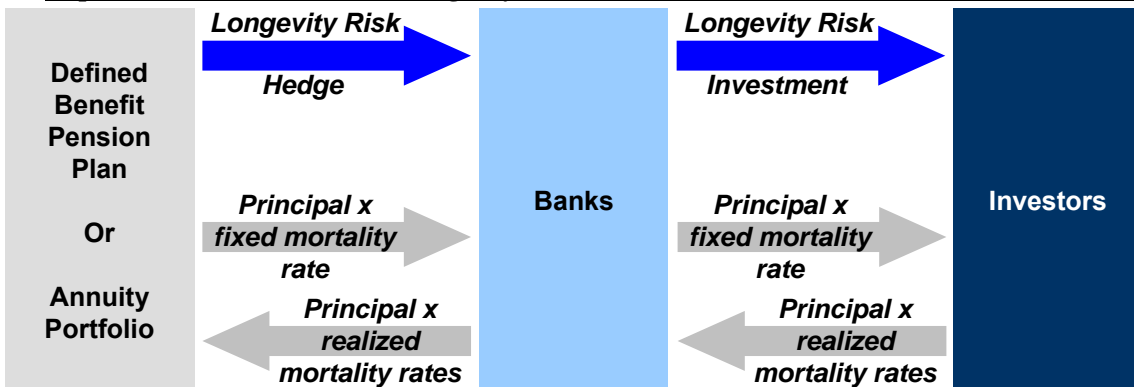 Defined
Benefit
Pension
Plan
Or
Annuity
Portfolio
Longevity Risk
Hedge
Principal x
fixed mortality
rate
Principal x
realized
mortality rates
Banks
Longevity Risk
Investment
Principal x
fixed mortality
rate
Principal x
realized
mortality rates
Investors